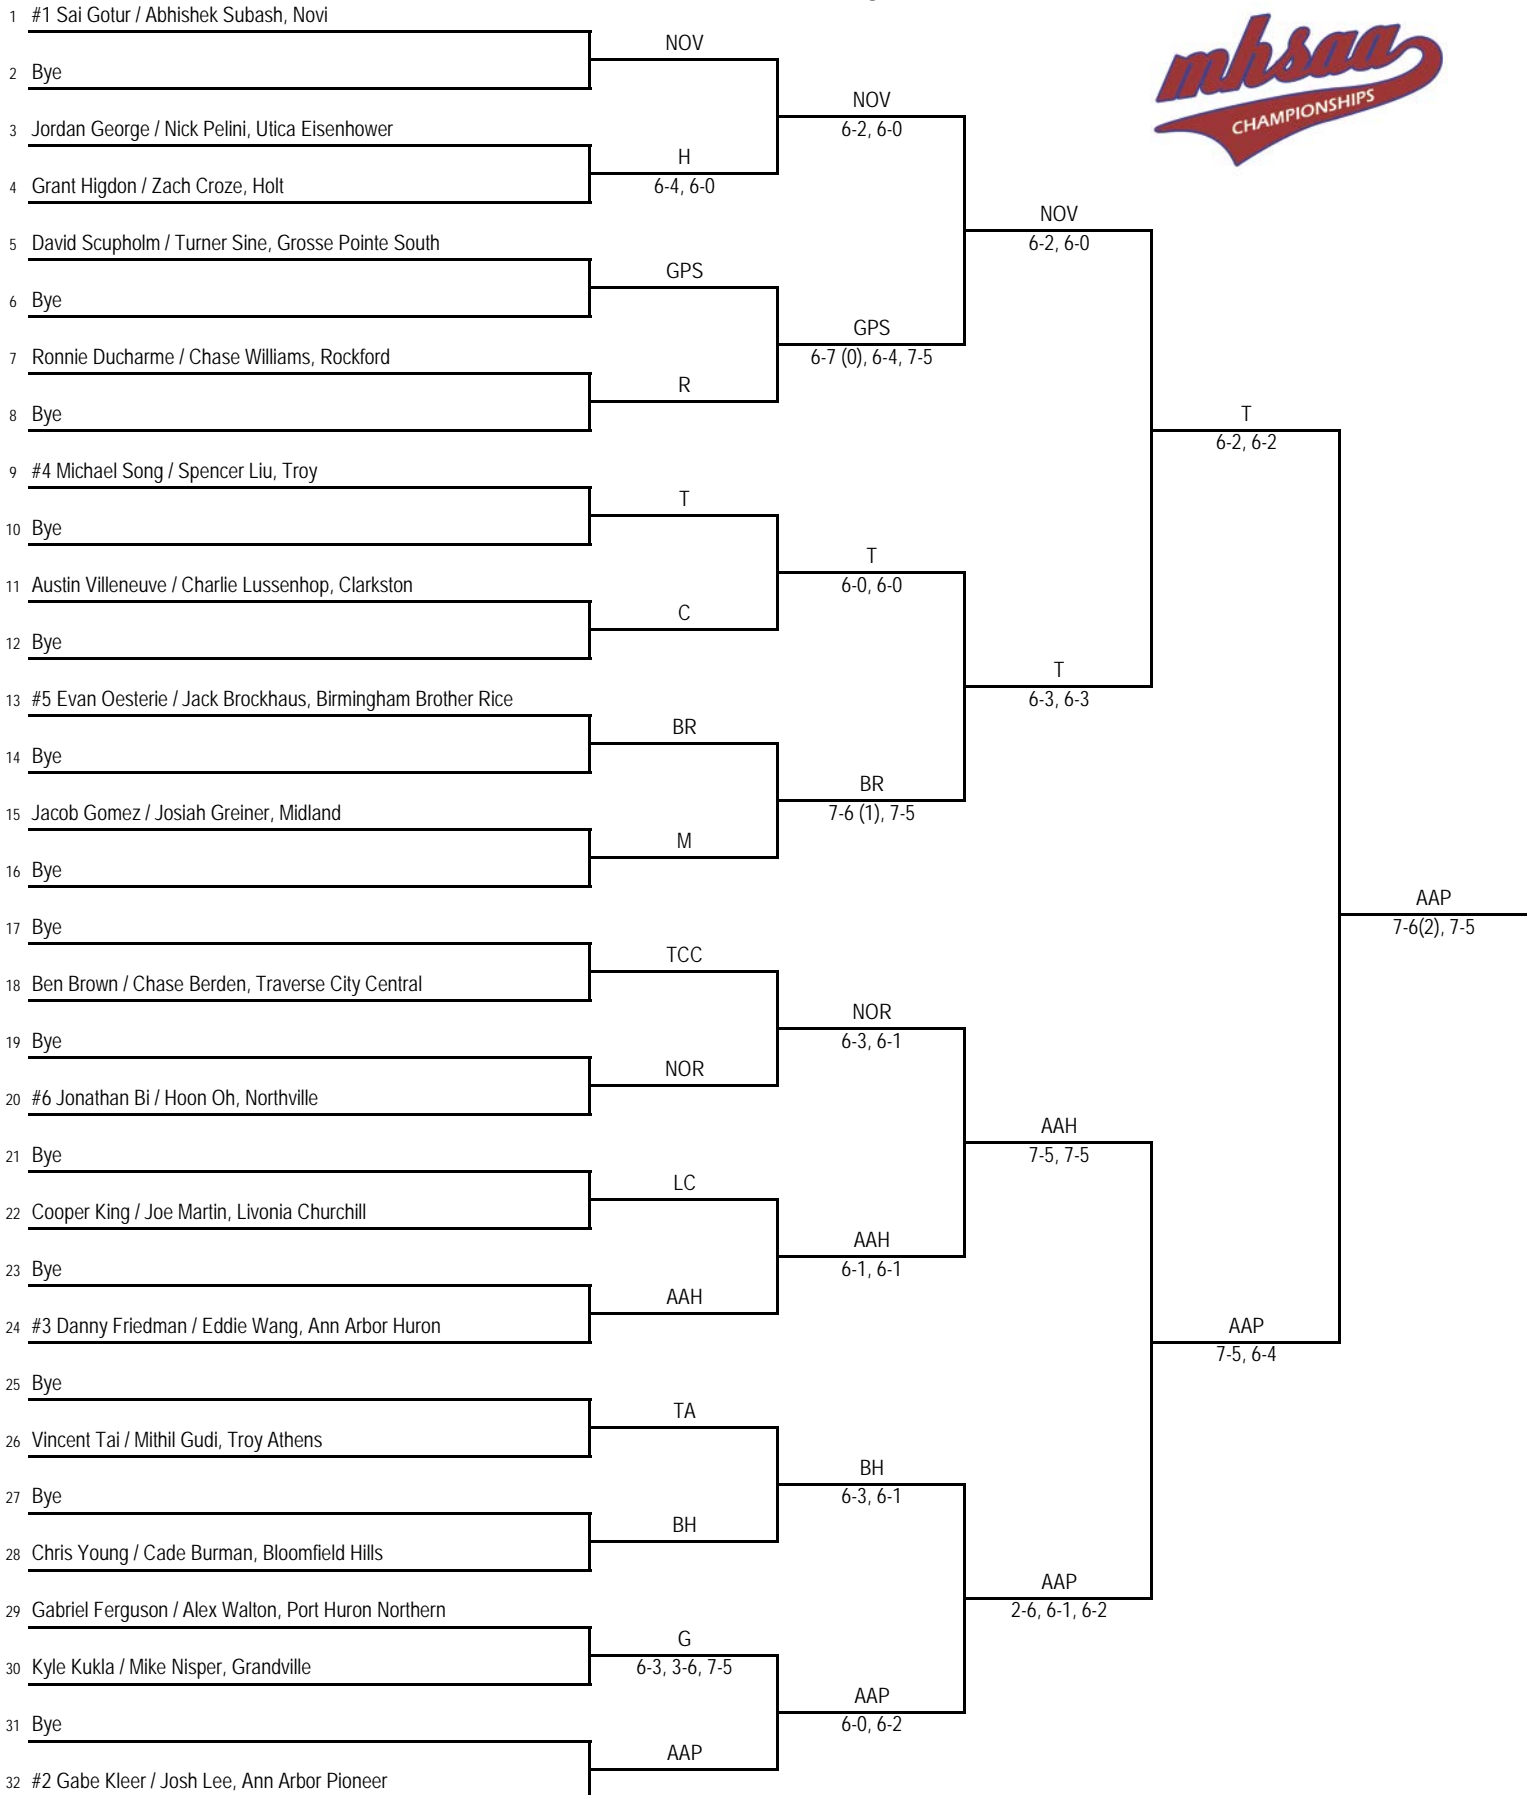 1 #1 Sai Gotur / Abhishek Subash, Novi
NOV
2 Bye
NOV
6-2, 6-0
3 Jordan George / Nick Pelini, Utica Eisenhower
H
6-4, 6-0
4 Grant Higdon / Zach Croze, Holt
NOV
6-2, 6-0
5 David Scupholm / Turner Sine, Grosse Pointe South
GPS
6 Bye
GPS
6-7 (0), 6-4, 7-5
7 Ronnie Ducharme / Chase Williams, Rockford
R
8 Bye
T
6-2, 6-2
9 #4 Michael Song / Spencer Liu, Troy
T
10 Bye
T
6-0, 6-0
11 Austin Villeneuve / Charlie Lussenhop, Clarkston
C
12 Bye
T
6-3, 6-3
13 #5 Evan Oesterie / Jack Brockhaus, Birmingham Brother Rice
BR
14 Bye
BR
7-6 (1), 7-5
15 Jacob Gomez / Josiah Greiner, Midland
M
16 Bye
AAP
7-6(2), 7-5
17 Bye
TCC
18 Ben Brown / Chase Berden, Traverse City Central
NOR
6-3, 6-1
19 Bye
NOR
20 #6 Jonathan Bi / Hoon Oh, Northville
AAH
7-5, 7-5
21 Bye
LC
22 Cooper King / Joe Martin, Livonia Churchill
AAH
6-1, 6-1
23 Bye
AAH
24 #3 Danny Friedman / Eddie Wang, Ann Arbor Huron
AAP
7-5, 6-4
25 Bye
TA
26 Vincent Tai / Mithil Gudi, Troy Athens
BH
6-3, 6-1
27 Bye
BH
28 Chris Young / Cade Burman, Bloomfield Hills
AAP
2-6, 6-1, 6-2
29 Gabriel Ferguson / Alex Walton, Port Huron Northern
G
6-3, 3-6, 7-5
30 Kyle Kukla / Mike Nisper, Grandville
AAP
6-0, 6-2
31 Bye
AAP
32 #2 Gabe Kleer / Josh Lee, Ann Arbor Pioneer
mhsaa
CHAMPIONSHIPS